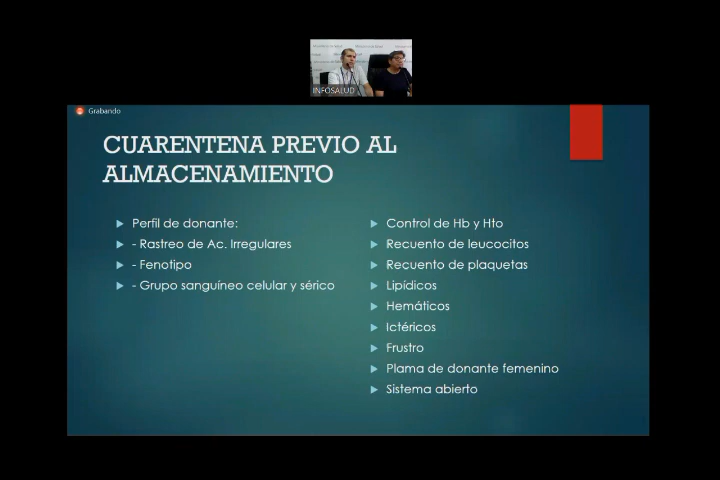 INFOSALUD
Grabando
CUARENTENA PREVIO AL
ALMACENAMIENTO
Perfil de donante:
- Rastreo de Ac. Irregulares
- Fenotipo
- Grupo sanguíneo celular y sérico
Control de Hb y Hto
Recuento de leucocitos
Recuento de plaquetas
Lipídicos
Hemáticos
Ictéricos
Frustro
Plama de donante femenino
Sistema abierto